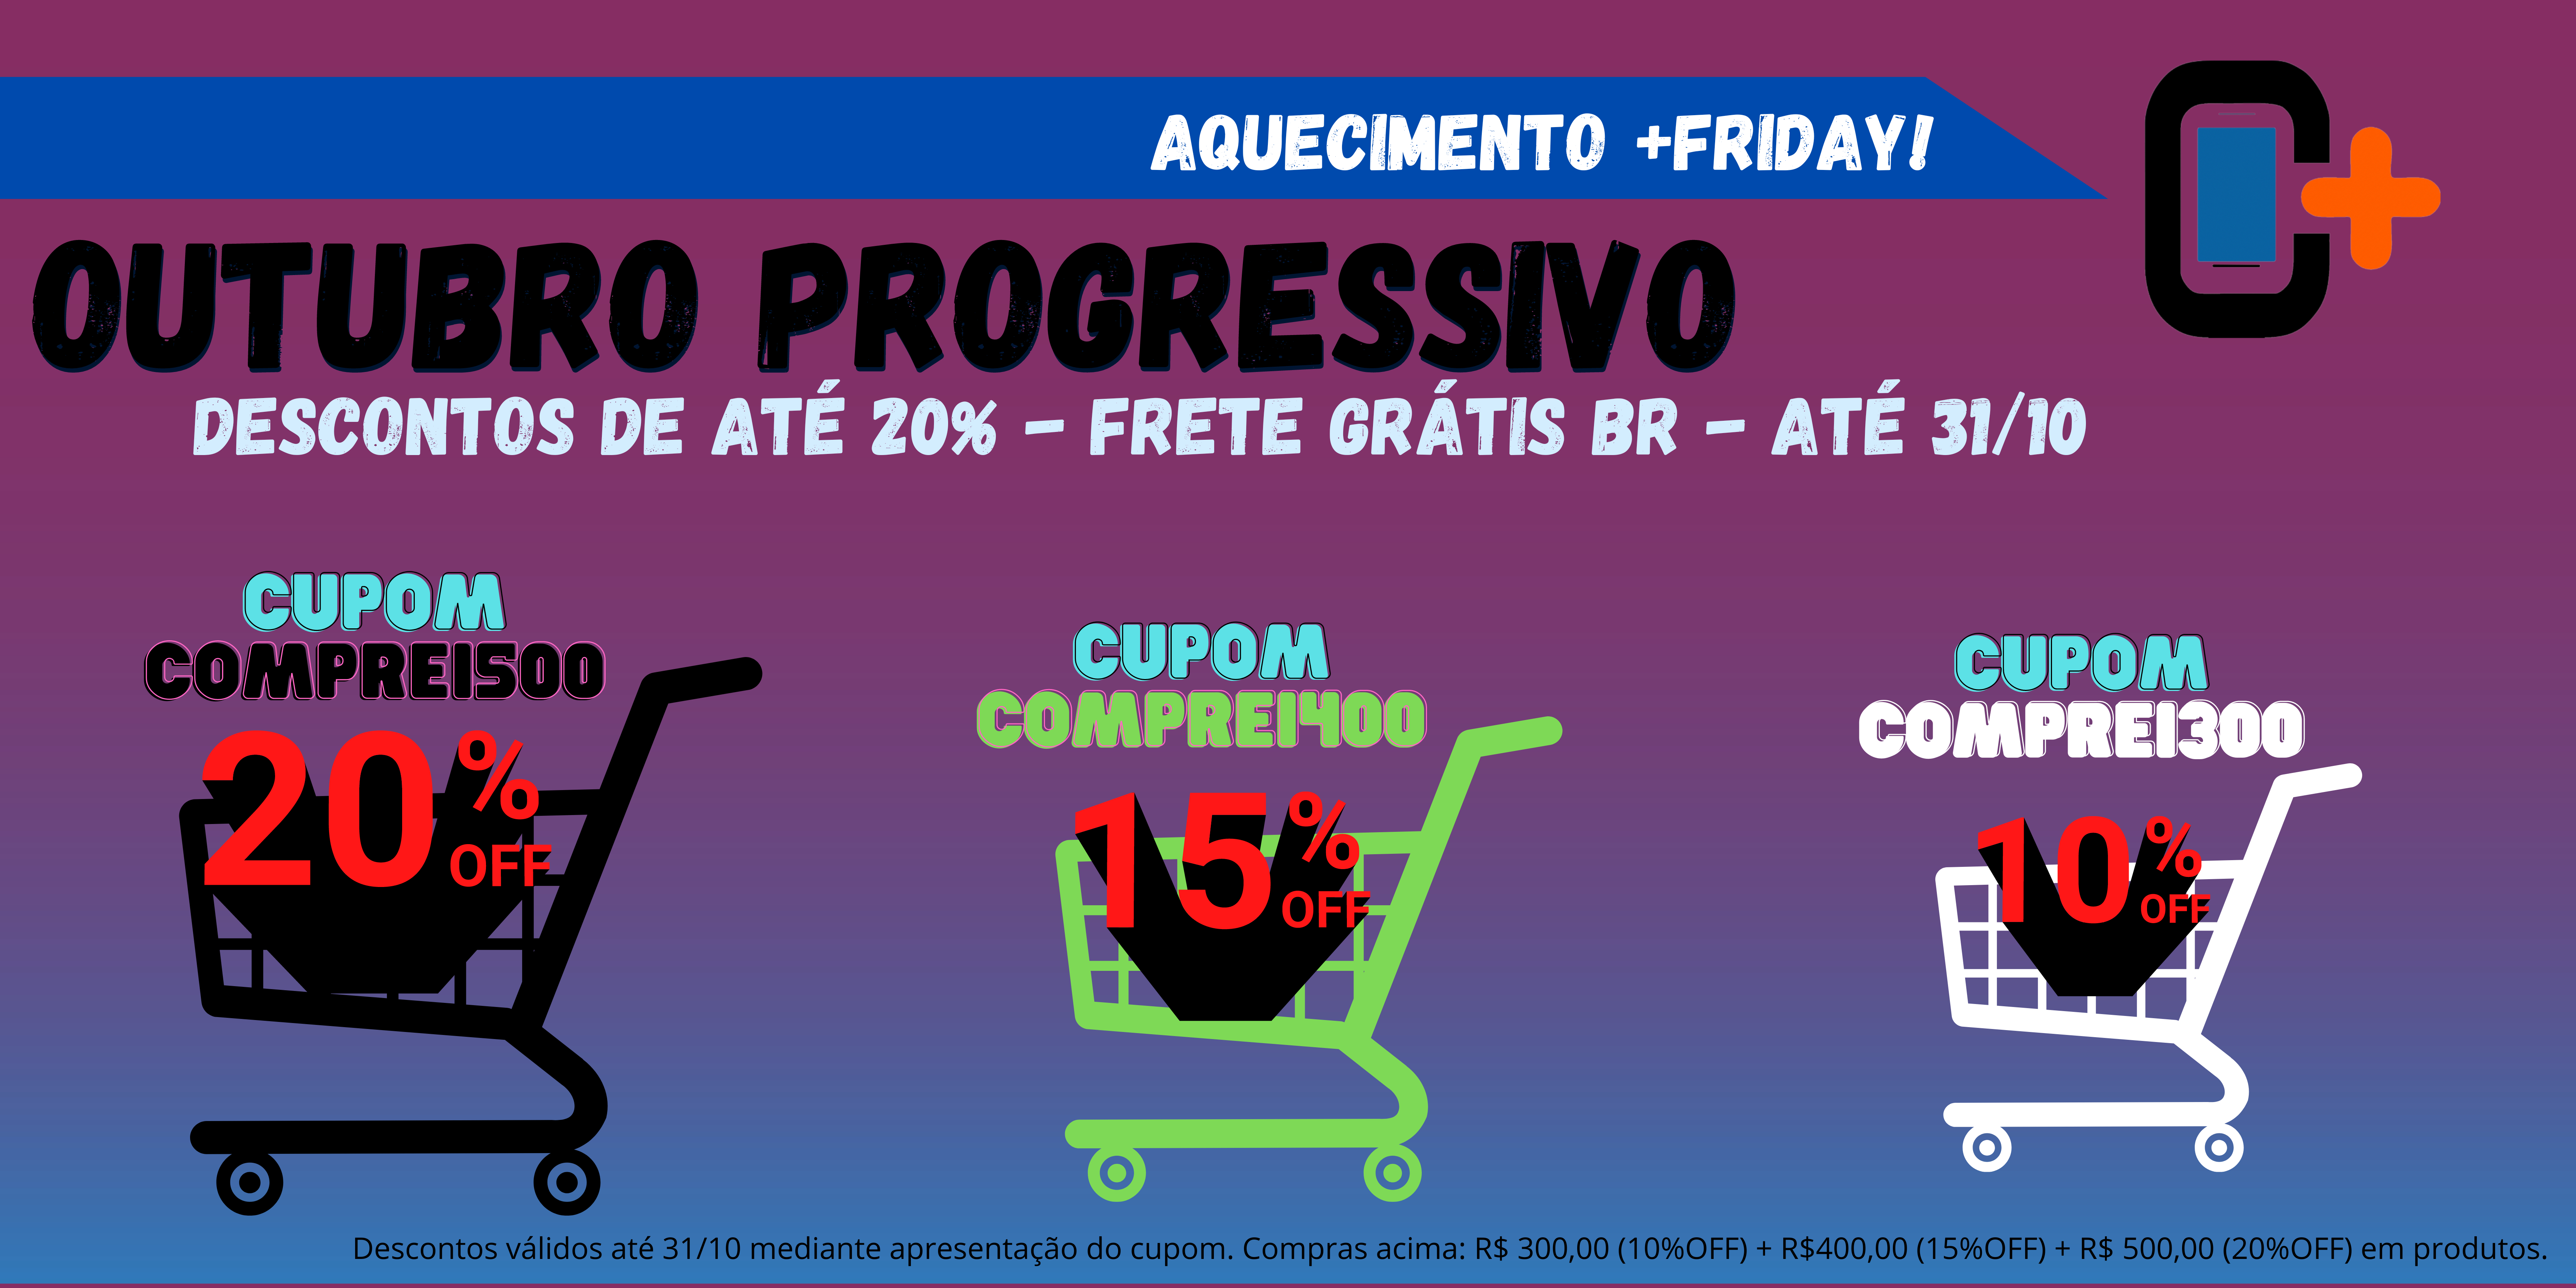 AQUECIMENTO +FRIDAY!
OUTUBRO PROGRESSIVO
DESCONTOS DE ATÉ 20% - FRETE GRÁTIS BR - ATÉ 31/10
CUPOM
COMPREI500
20% OFF
CUPOM
COMPREI400
15% OFF
CUPOM
COMPREI300
10% OFF
Descontos válidos até 31/10 mediante apresentação do cupom. Compras acima: R$ 300,00 (10%OFF) + R$400,00 (15%OFF) + R$ 500,00 (20%OFF) em produtos.